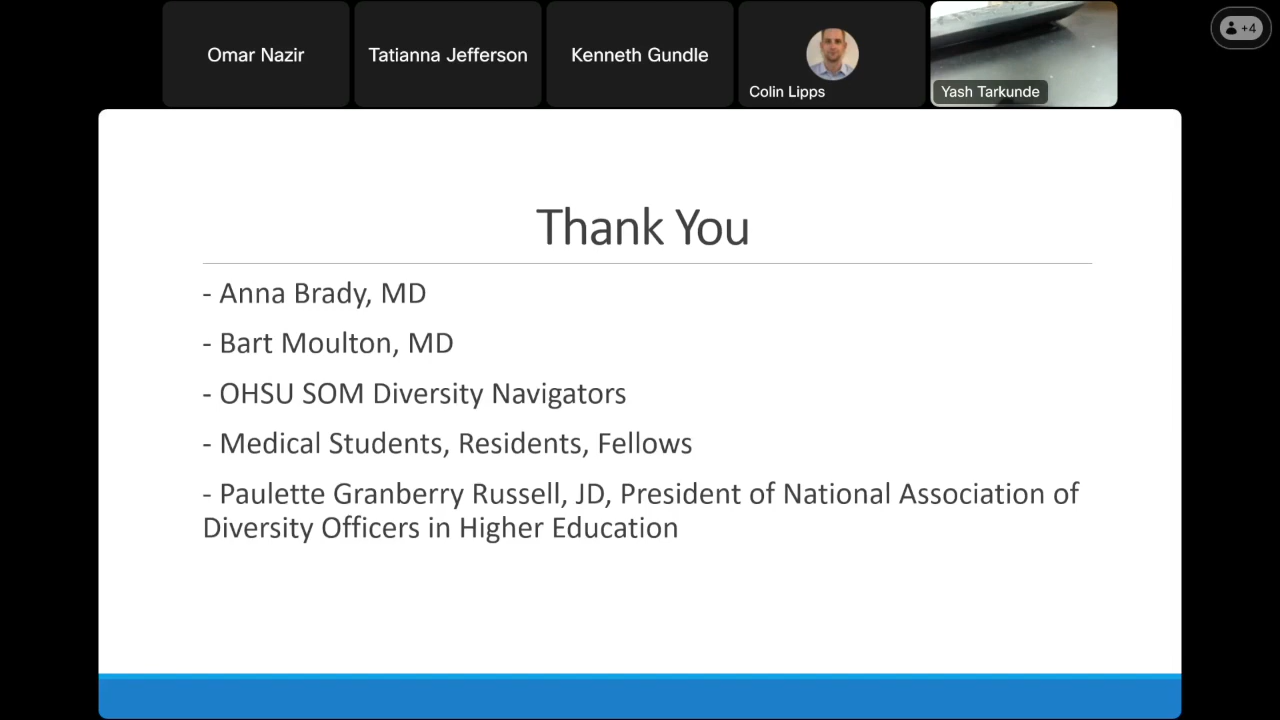 Omar Nazir
Tatianna Jefferson
Kenneth Gundle
Colin Lipps
Yash Tarkunde
+4
Thank You
- Anna Brady, MD
- Bart Moulton, MD
- OHSU SOM Diversity Navigators
- Medical Students, Residents, Fellows
- Paulette Granberry Russell, JD, President of National Association of
Diversity Officers in Higher Education